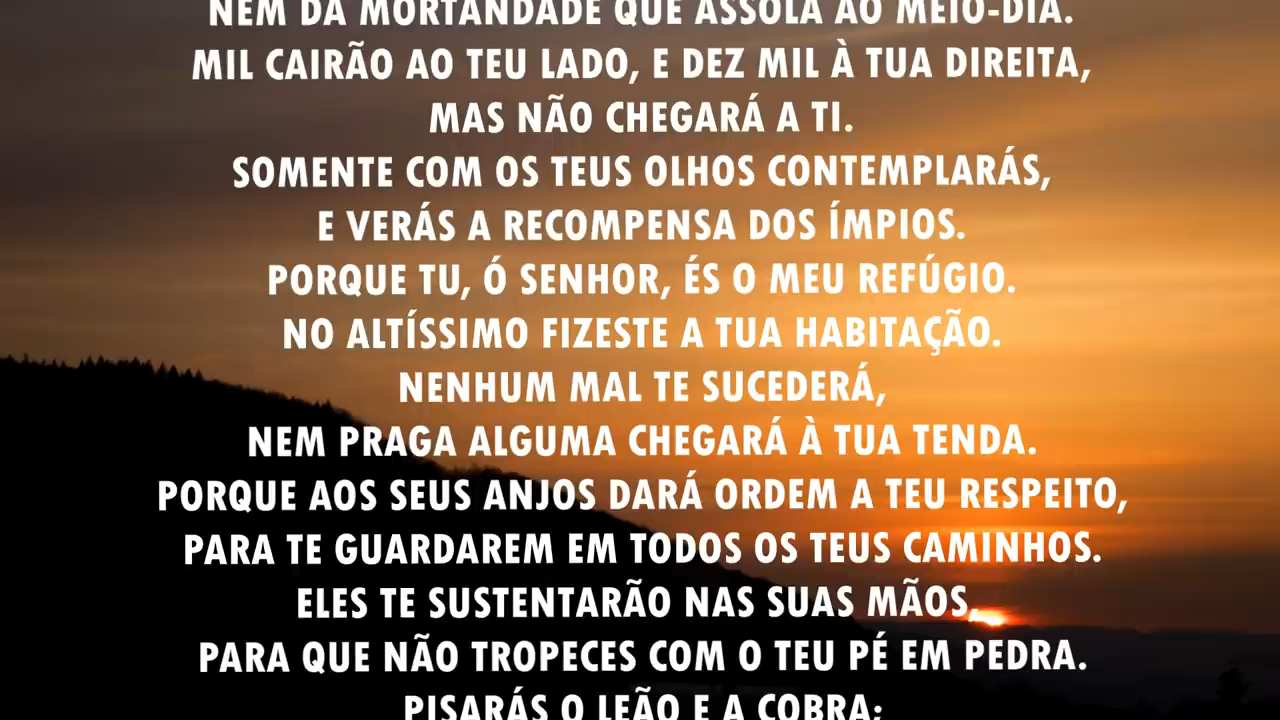 NEM DA MORTANDADE QUE ASSOLA AO MEIO-DIA.
MIL CAIRÃO AO TEU LADO, E DEZ MIL À TUA DIREITA,
MAS NÃO CHEGARÁ A TI.
SOMENTE COM OS TEUS OLHOS CONTEMPLARÁS,
E VERÁS A RECOMPENSA DOS ÍMPIOS.
PORQUE TU, Ó SENHOR, ÉS O MEU REFÚGIO.
NO ALTÍSSIMO FIZESTE A TUA HABITAÇÃO.
NENHUM MAL TE SUCEDERÁ,
NEM PRAGA ALGUMA CHEGARÁ À TUA TENDA.
PORQUE AOS SEUS ANJOS DARÁ ORDEM A TEU RESPEITO,
PARA TE GUARDAREM EM TODOS OS TEUS CAMINHOS.
ELES TE SUSTENTARÃO NAS SUAS MÃOS,
PARA QUE NÃO TROPECES COM O TEU PÉ EM PEDRA.
PISARÁS O LEÃO E A COBRA;